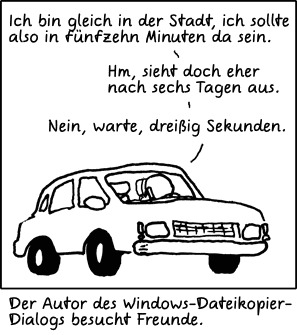 Ich bin gleich in der Stadt, ich sollte
also in fünfzehn Minuten da sein.
Hm, sieht doch eher
nach sechs Tagen aus.
Nein, warte, dreißig Sekunden.
Der Autor des Windows-Dateikopier-
Dialogs besucht Freunde.